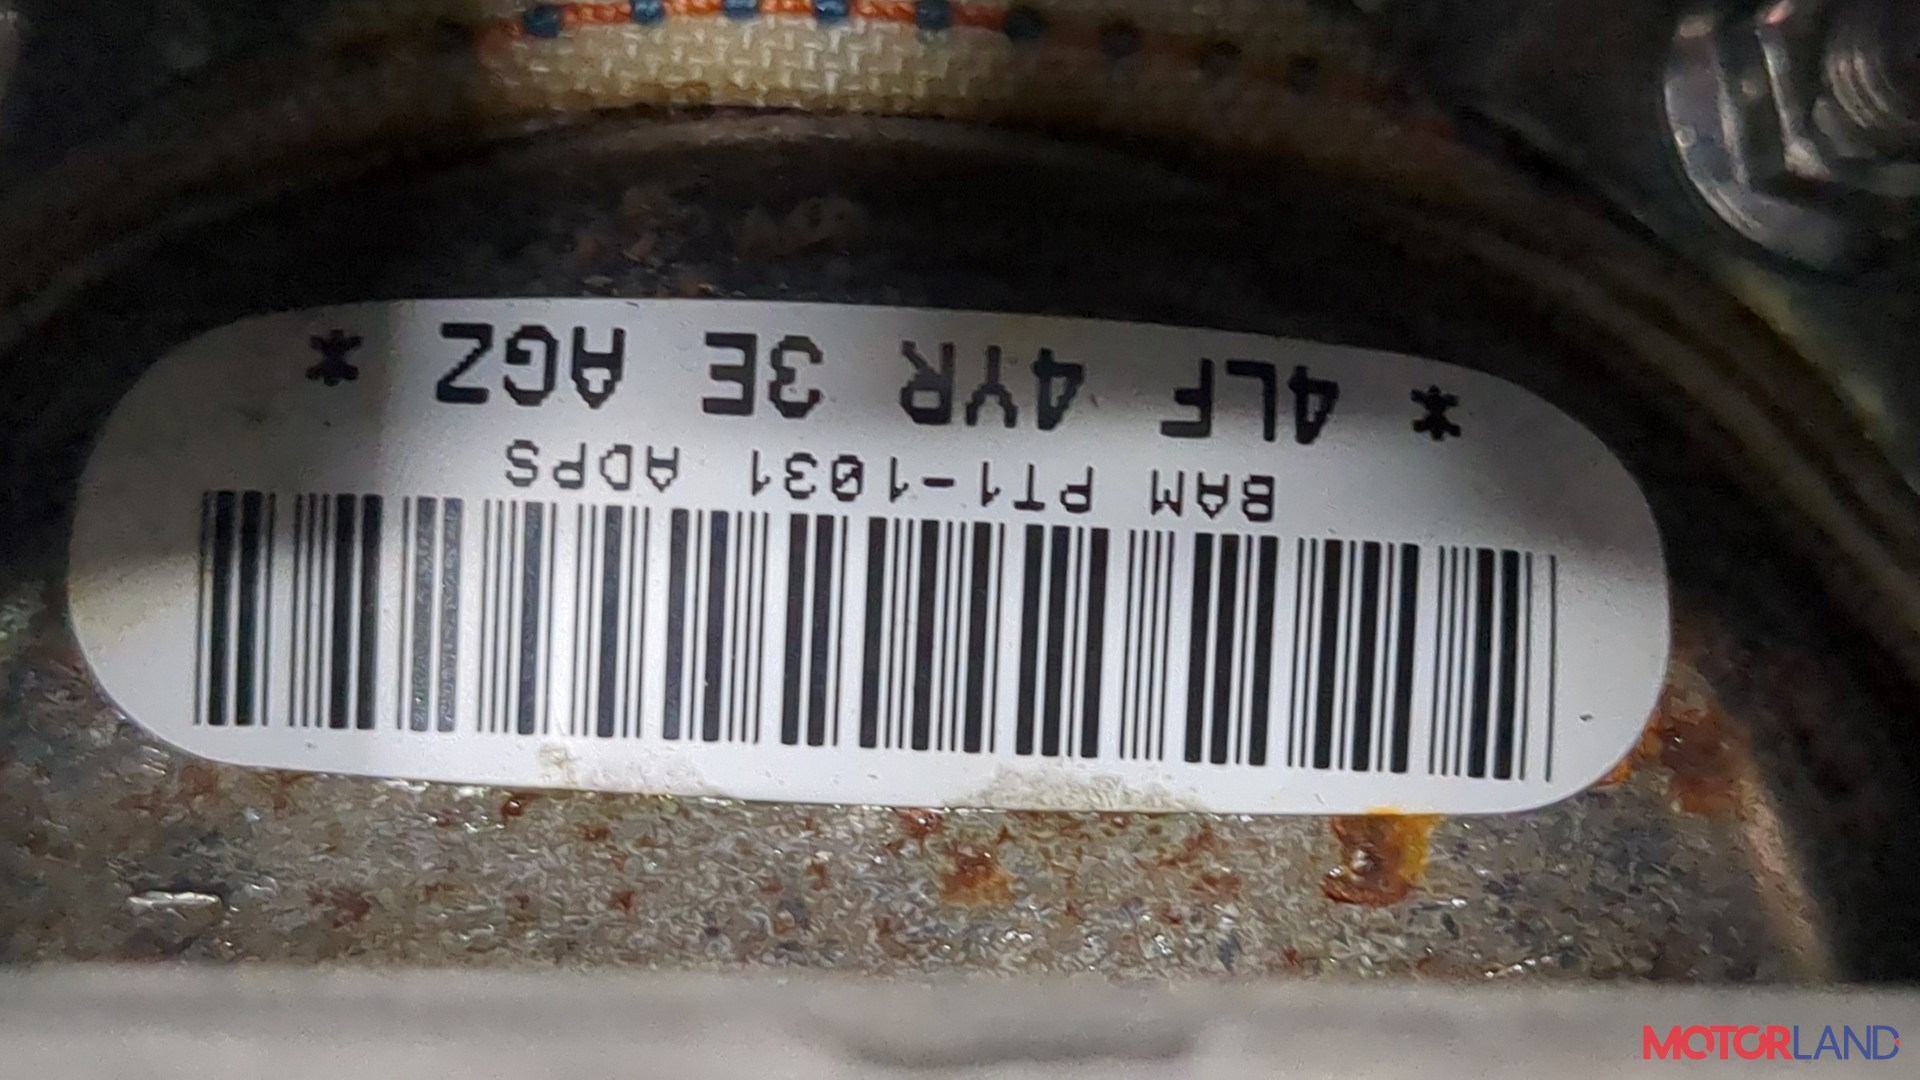 BAM PT1-1031 ADPS
* 4LF 4YR 3E AGZ *
MOTORLAND